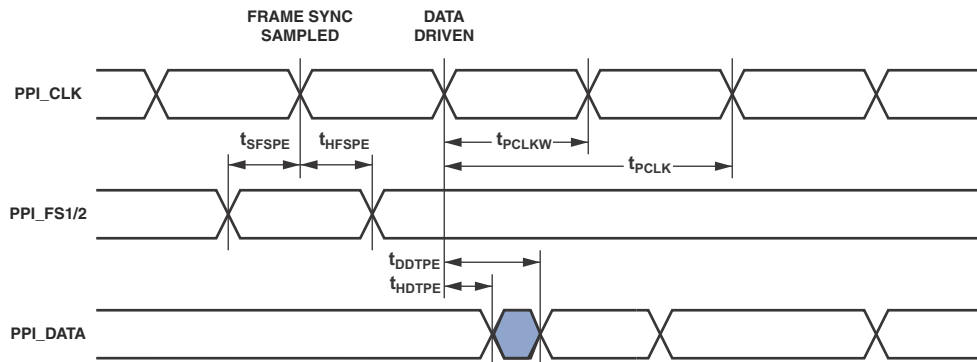 FRAME SYNC
SAMPLED
DATA
DRIVEN
PPI_CLK
tSFSPE
tHFSPE
tPCLKW
tPCLK
PPI_FS1/2
tDDTPE
tHDTPE
PPI_DATA